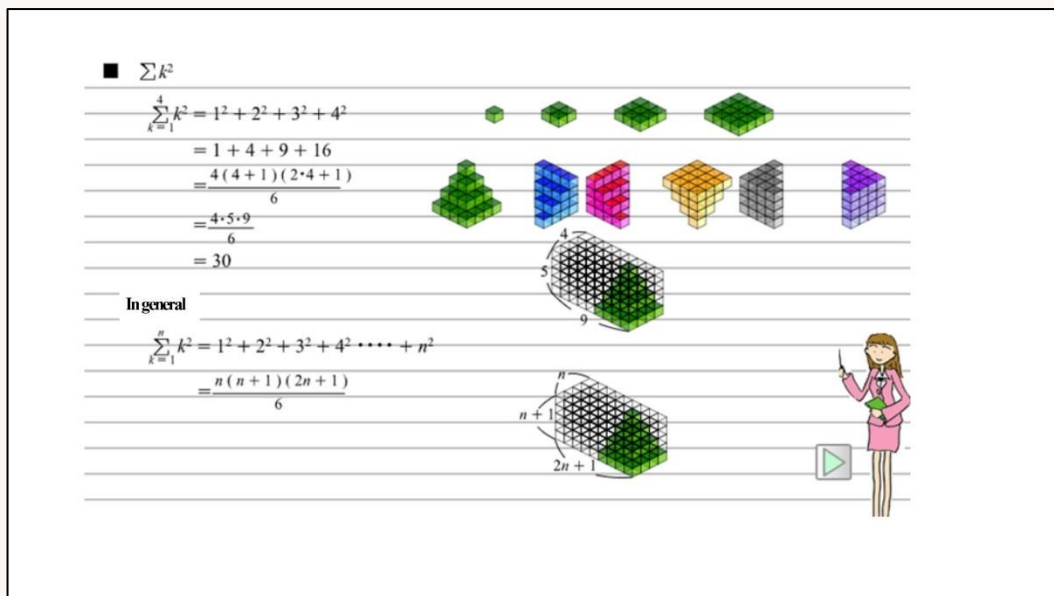 ■ ∑k²
∑_{k=1}^{4} k² = 1² + 2² + 3² + 4²
= 1 + 4 + 9 + 16
= 4(4+1)(2·4+1) / 6
= 4·5·9 / 6
= 30
4
5
9
In general
∑_{k=1}^{n} k² = 1² + 2² + 3² + 4² ···· + n²
= n(n+1)(2n+1) / 6
n
n + 1
2n + 1